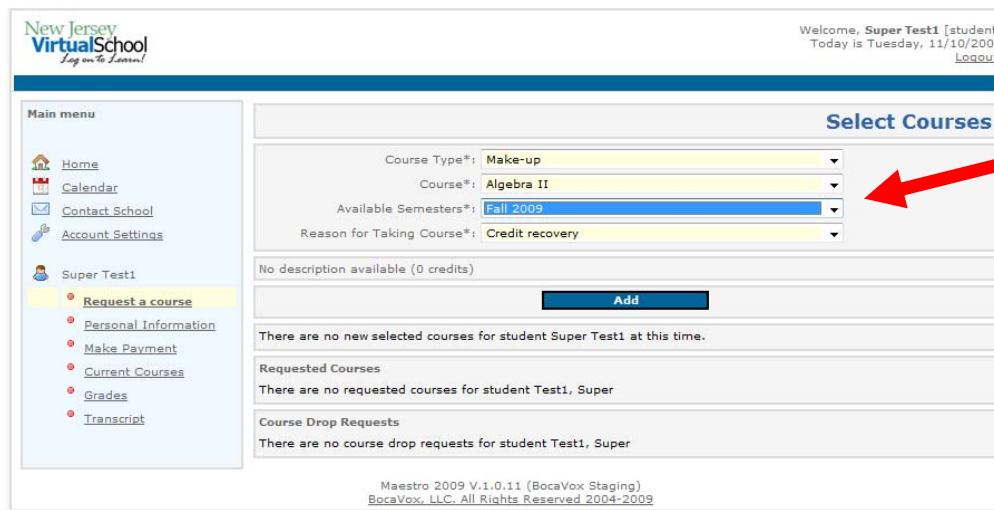 New Jersey
VirtualSchool
Log on to Learn!
Welcome, Super Test1 [student
Today is Tuesday, 11/10/200
Logout
Main menu
Home
Calendar
Contact School
Account Settings
Super Test1
Request a course
Personal Information
Make Payment
Current Courses
Grades
Transcript
Select Courses
Course Type*: Make-up
Course*: Algebra II
Available Semesters*: Fall 2009
Reason for Taking Course*: Credit recovery
No description available (0 credits)
Add
There are no new selected courses for student Super Test1 at this time.
Requested Courses
There are no requested courses for student Test1, Super
Course Drop Requests
There are no course drop requests for student Test1, Super
Maestro 2009 V.1.0.11 (BocaVox Staging)
BocaVox, LLC. All Rights Reserved 2004-2009